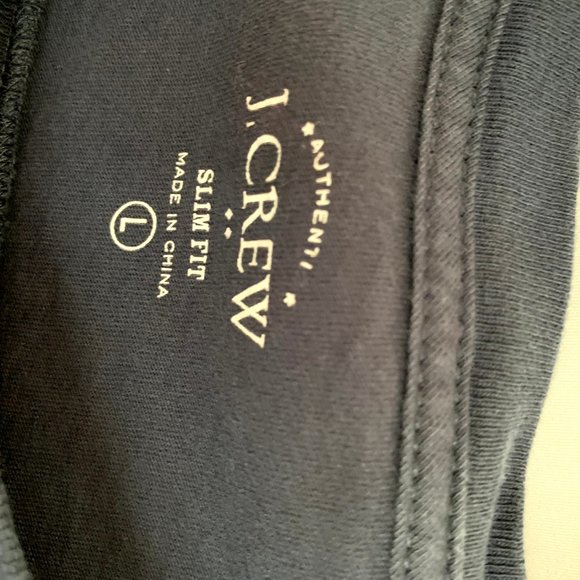 AUTHENTI
J.CREW
SLIM FIT
MADE IN CHINA
L